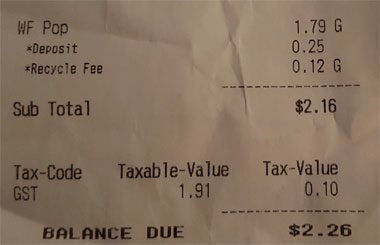 WF Pop 1.79 G
*Deposit 0.25
*Recycle Fee 0.12 G
Sub Total $2.16
Tax-Code Taxable-Value Tax-Value
GST 1.91 0.10
BALANCE DUE $2.26